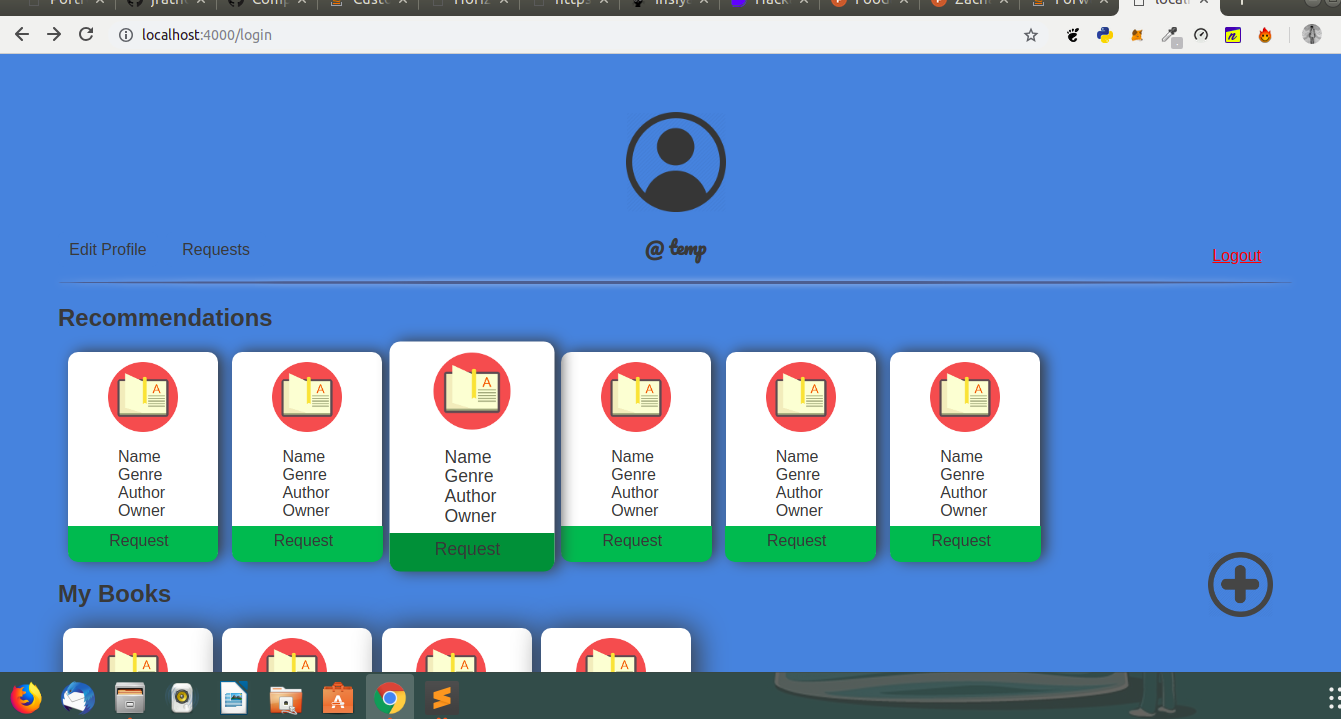 localhost:4000/login
@ temp
Edit Profile Requests Logout
Recommendations
Name Name Name Name Name Name
Genre Genre Genre Genre Genre Genre
Author Author Author Author Author Author
Owner Owner Owner Owner Owner Owner
Request Request Request Request Request Request
My Books